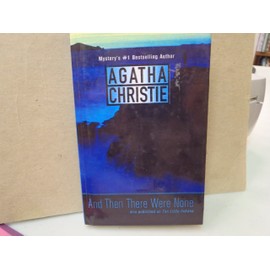 Mystery's #1 Bestselling Author
AGATHA
CHRISTIE
And Then There Were None